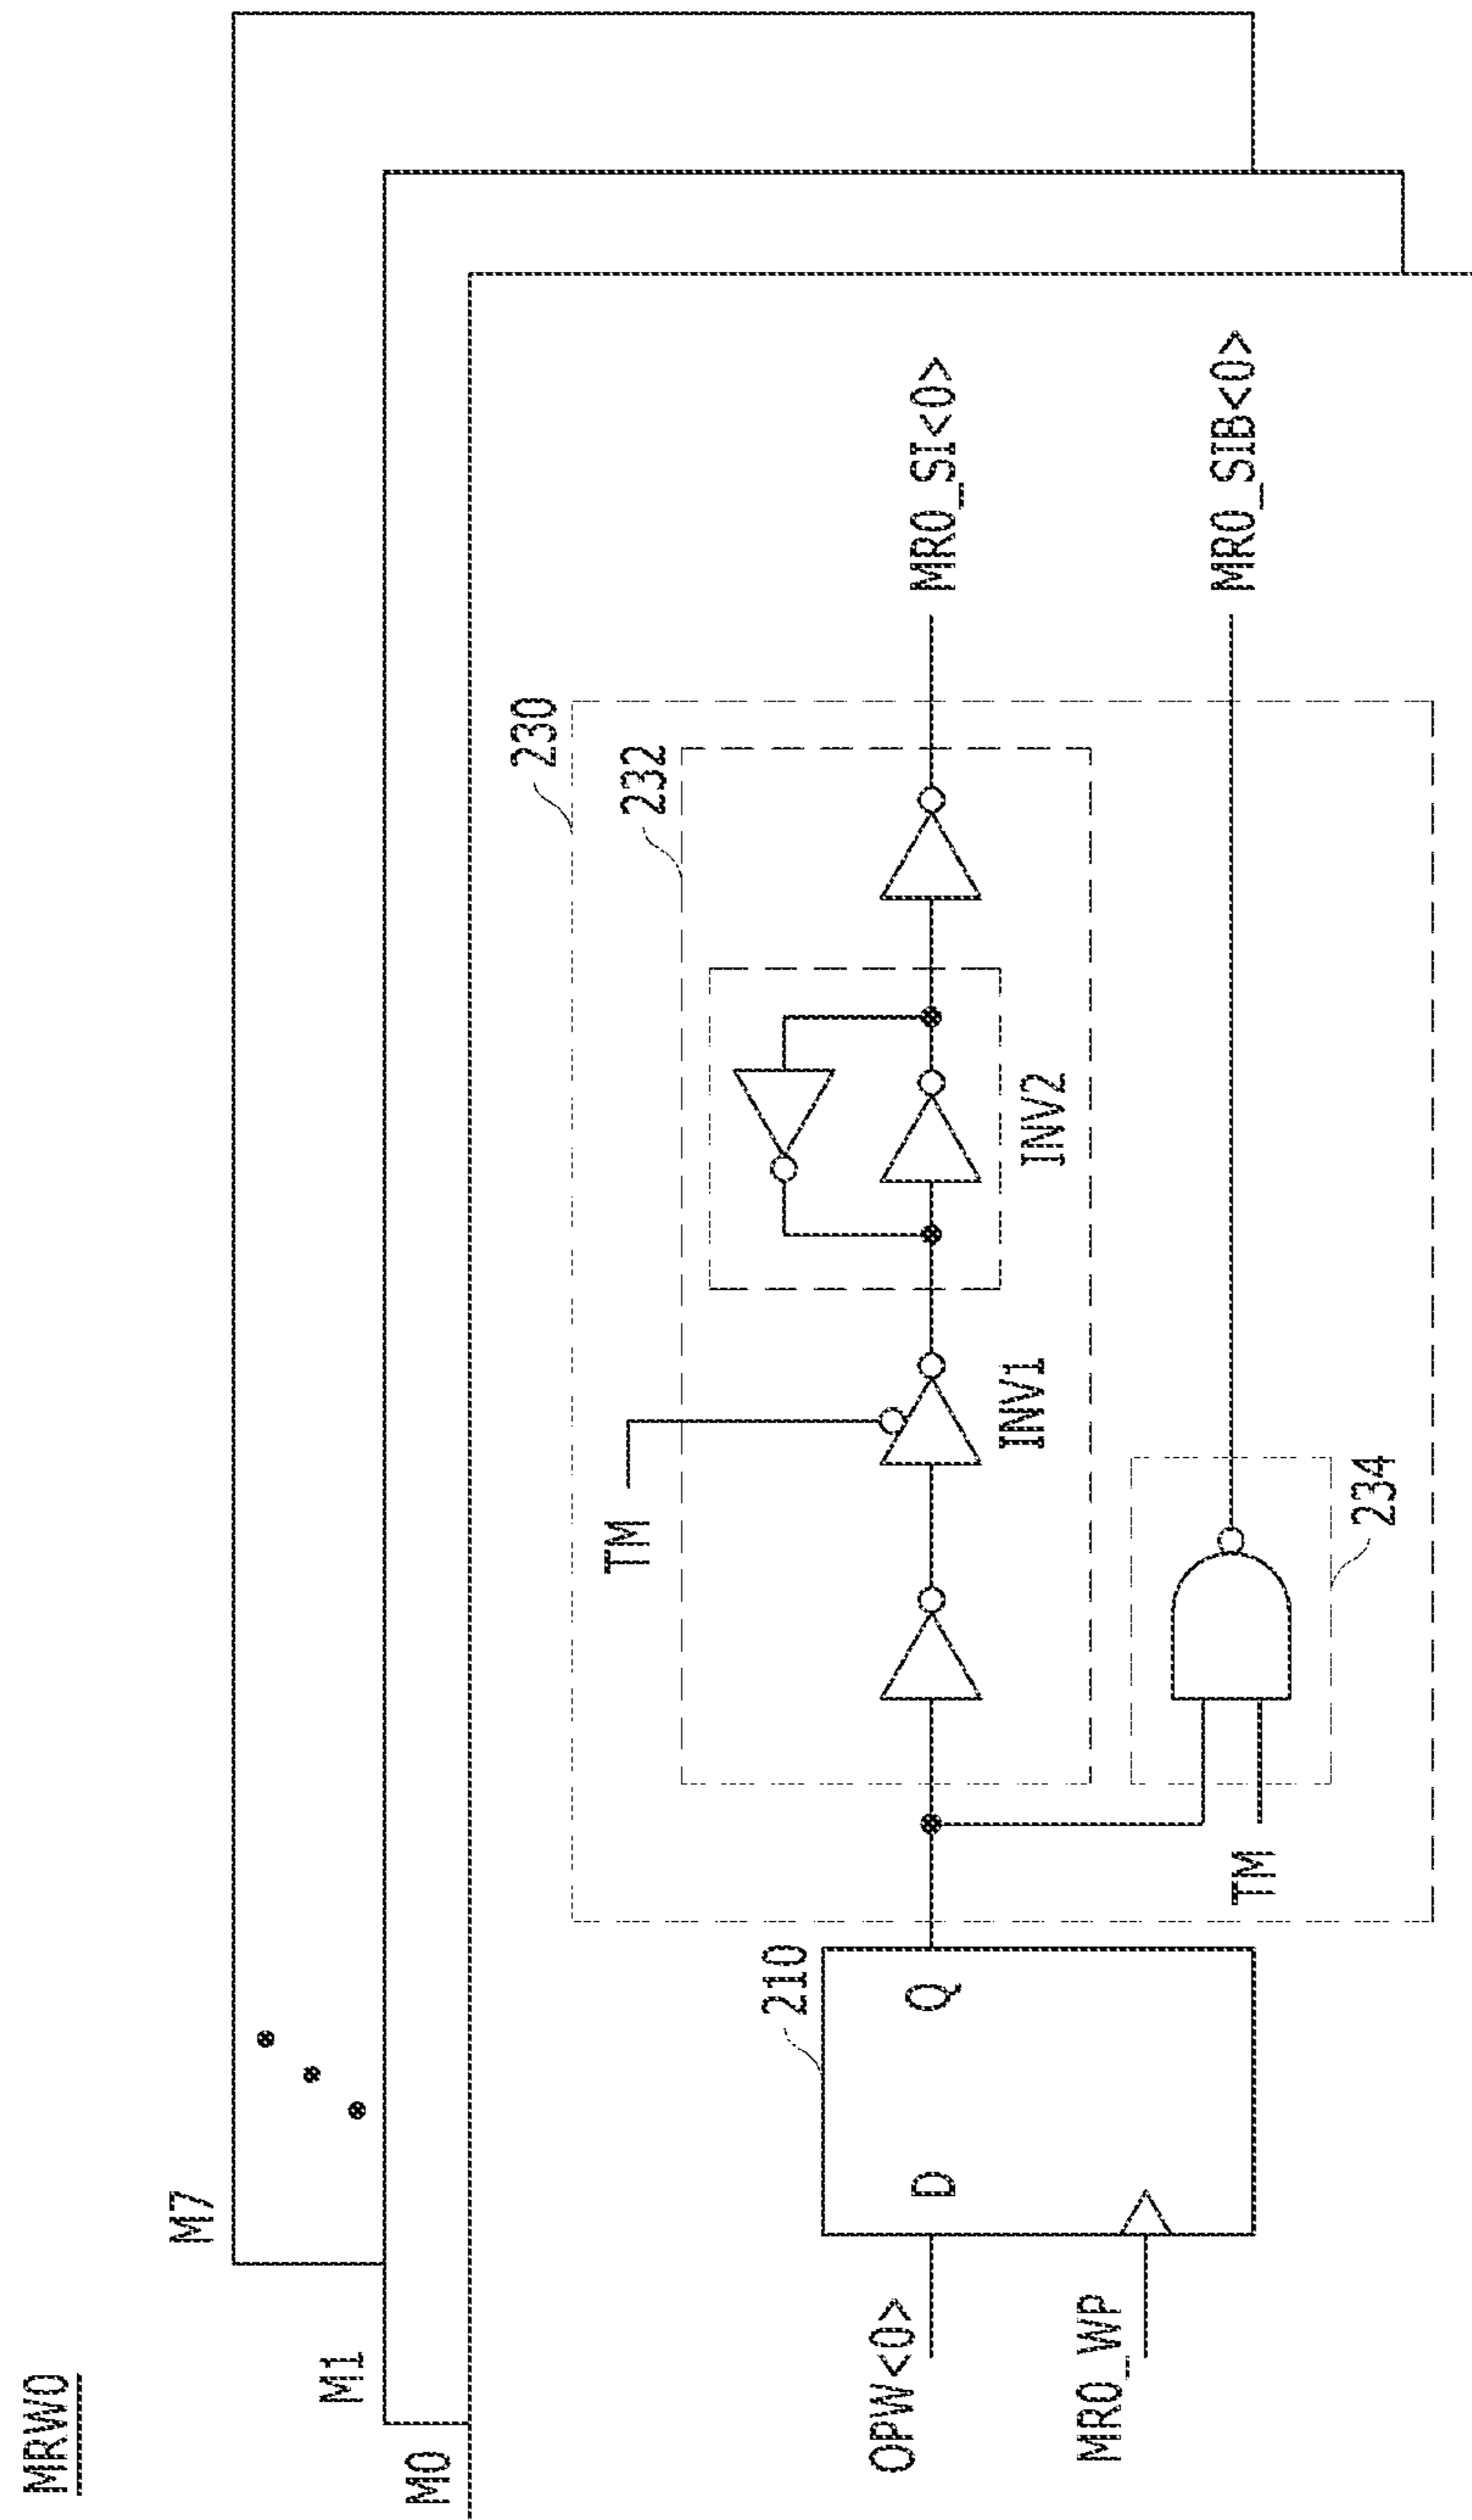 MRW0
M7
M1
M0
230
232
TM
MR0_SI<0>
INV1
INV2
210
OPW<0>
D
Q
MR0_WP
TM
234
MR0_SIB<0>